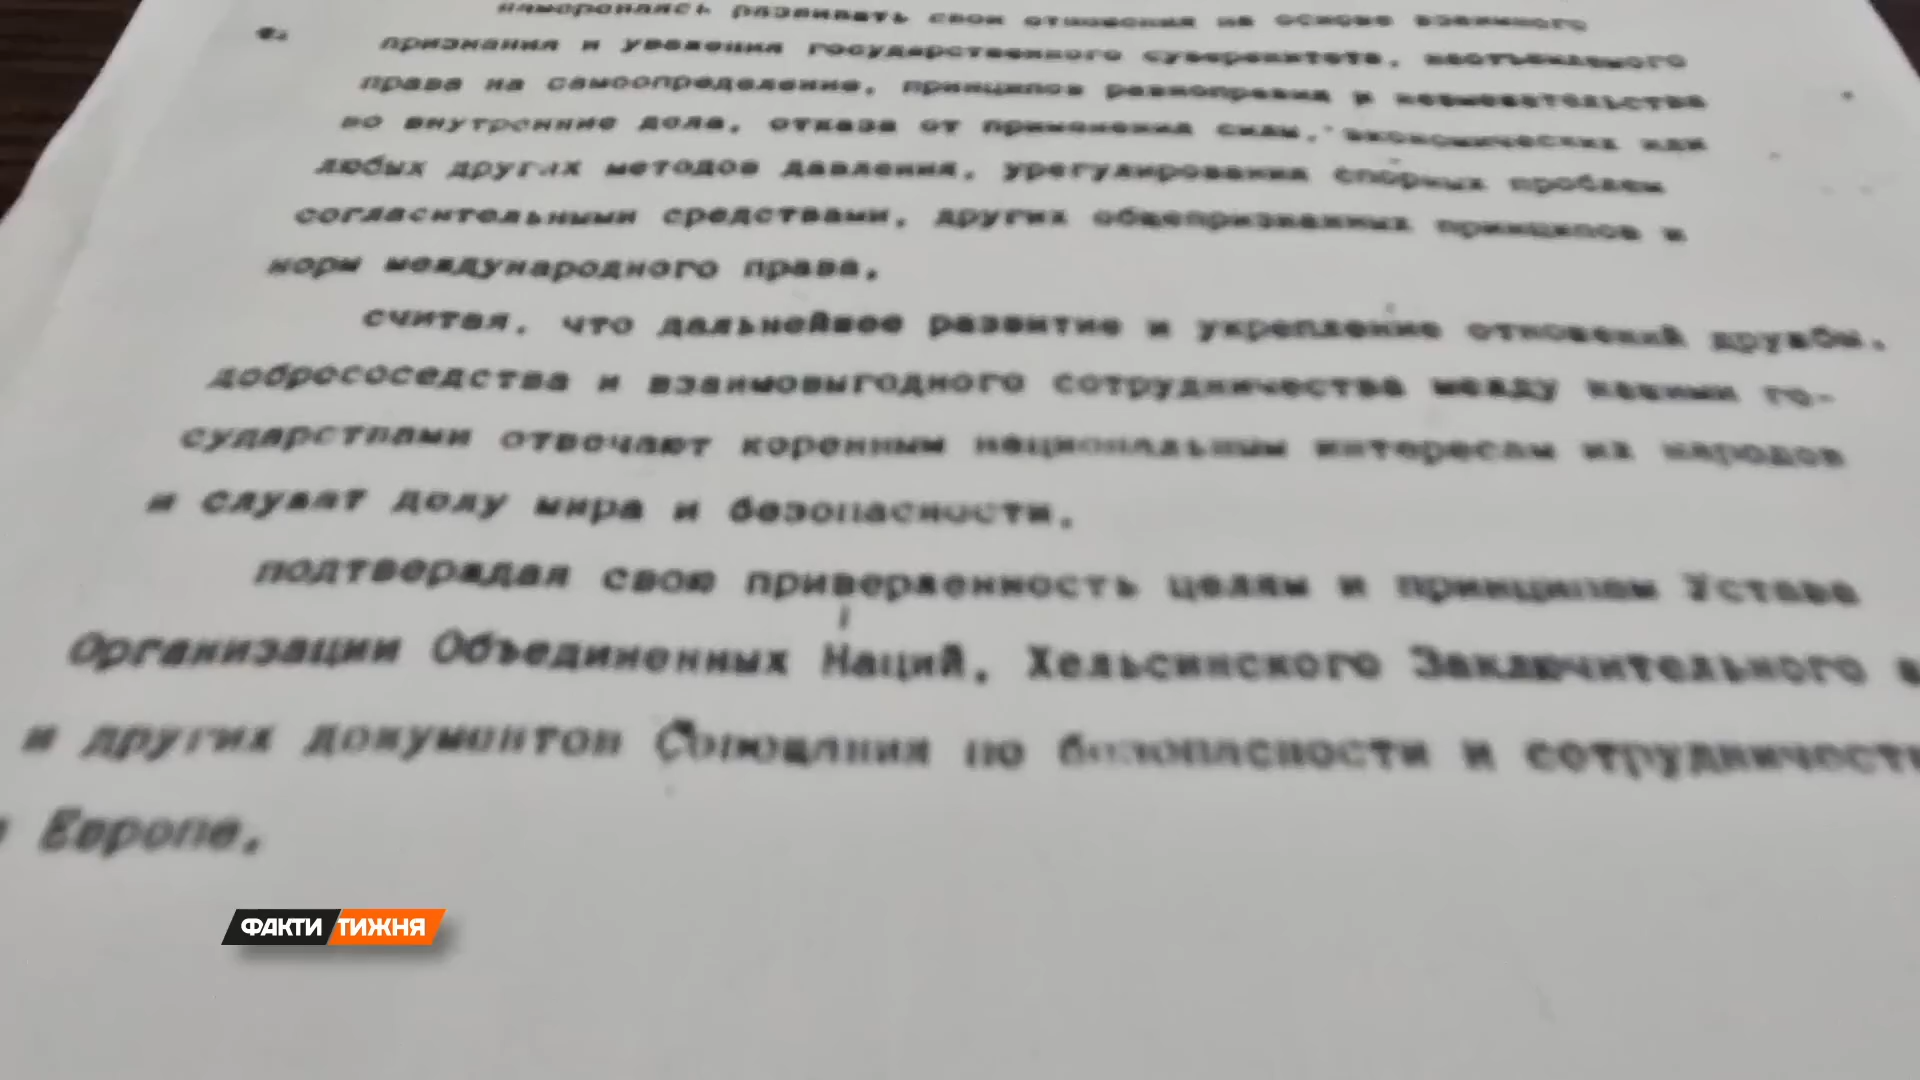 намереваясь развивать свои отношения на основе взаимного
признания и уважения государственного суверенитета, неотъемлемого
права на самоопределение, принципов равноправия и невмешательства
во внутренние дела, отказа от применения силы, экономических или
любых других методов давления, урегулирования спорных проблем
согласительными средствами, других общепризнанных принципов и
норм международного права,
считая, что дальнейшее развитие и укрепление отношений дружбы,
добрососедства и взаимовыгодного сотрудничества между
го-
сударствами отвечают коренным национальным интересам их народов
и служат делу мира и безопасности,
подтверждая свою приверженность целям и принципам Устава
Организации Объединенных Наций, Хельсинского Заключительного
и других документов Совещания по безопасности и сотрудничест
Европе,
ФАКТИ ТИЖНЯ